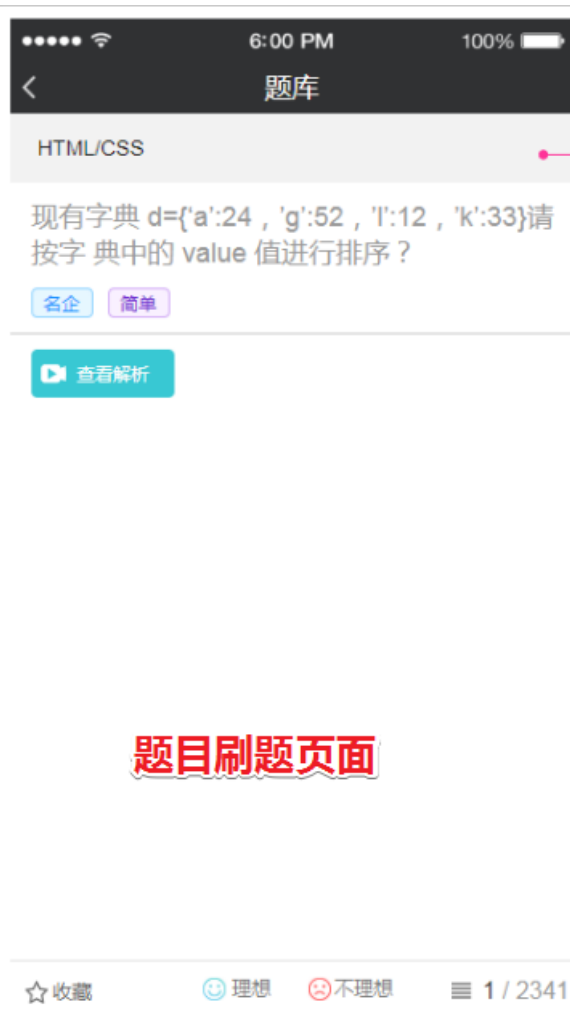 6:00 PM 100%
题库
HTML/CSS
现有字典 d={‘a':24，'g':52，'l':12，'k':33}请
按字 典中的 value 值进行排序？
名企 简单
查看解析
题目刷题页面
收藏 理想 不理想 1 / 2341